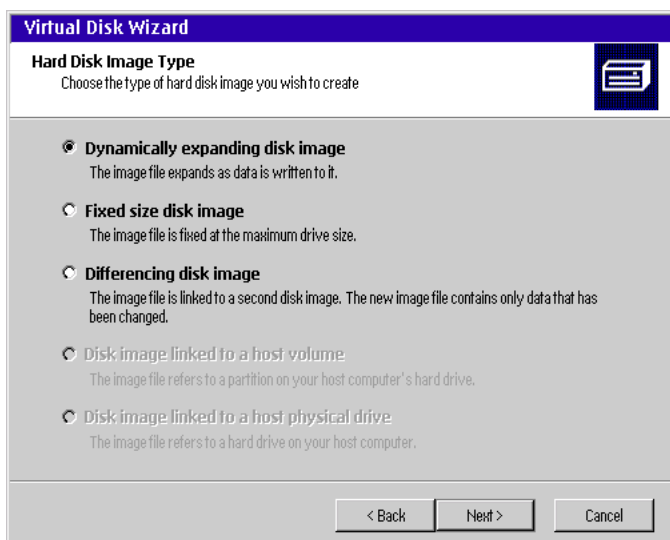 Virtual Disk Wizard
Hard Disk Image Type
Choose the type of hard disk image you wish to create
Dynamically expanding disk image
The image file expands as data is written to it.
Fixed size disk image
The image file is fixed at the maximum drive size.
Differencing disk image
The image file is linked to a second disk image. The new image file contains only data that has
been changed.
Disk image linked to a host volume
The image file refers to a partition on your host computer's hard drive.
Disk image linked to a host physical drive
The image file refers to a hard drive on your host computer.
< Back Next > Cancel